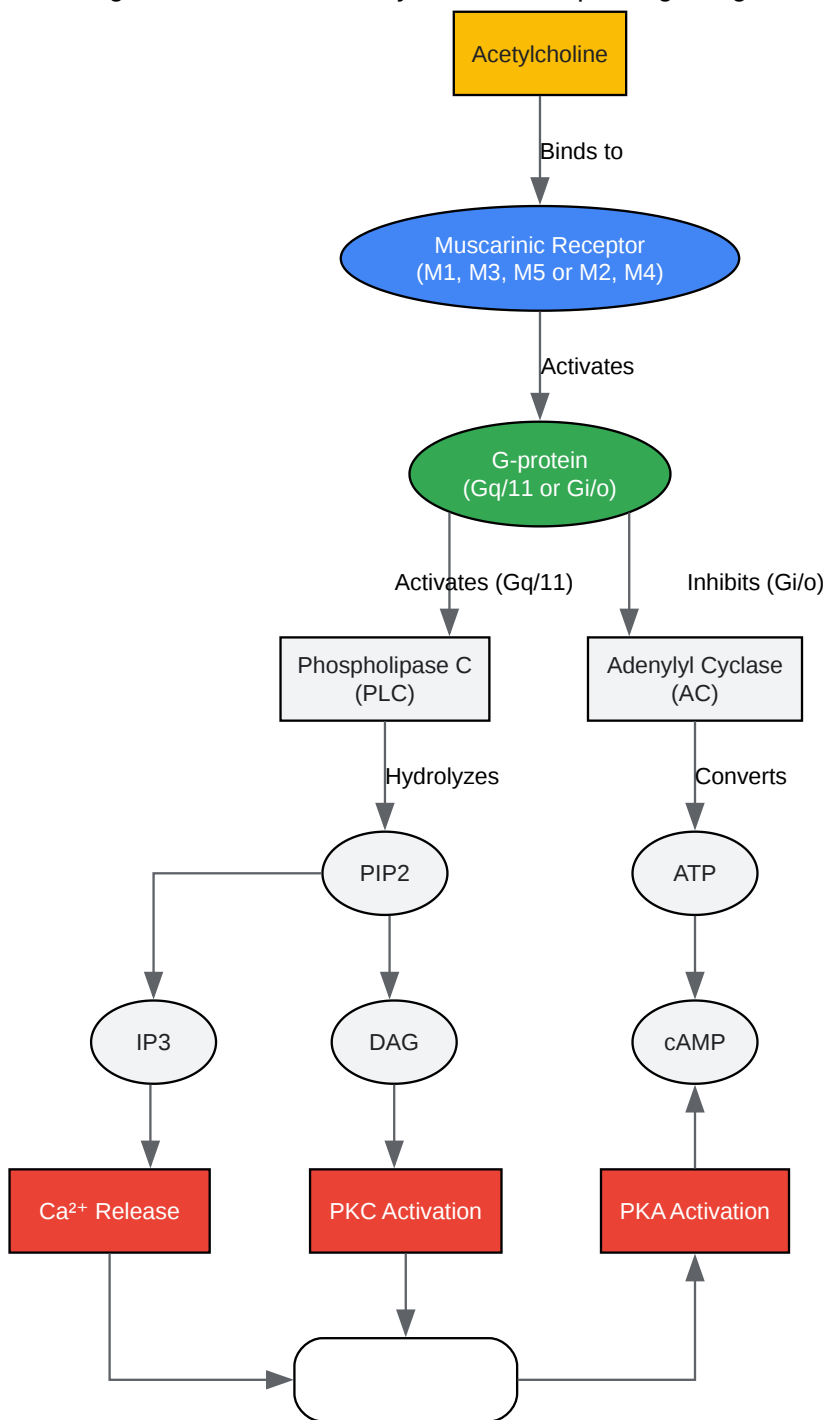 Acetylcholine
Binds to
Muscarinic Receptor
(M1, M3, M5 or M2, M4)
Activates
G-protein
(Gq/11 or Gi/o)
Activates (Gq/11)
Inhibits (Gi/o)
Phospholipase C
(PLC)
Adenylyl Cyclase
(AC)
Hydrolyzes
Converts
PIP2
ATP
IP3
DAG
cAMP
Ca²⁺ Release
PKC Activation
PKA Activation